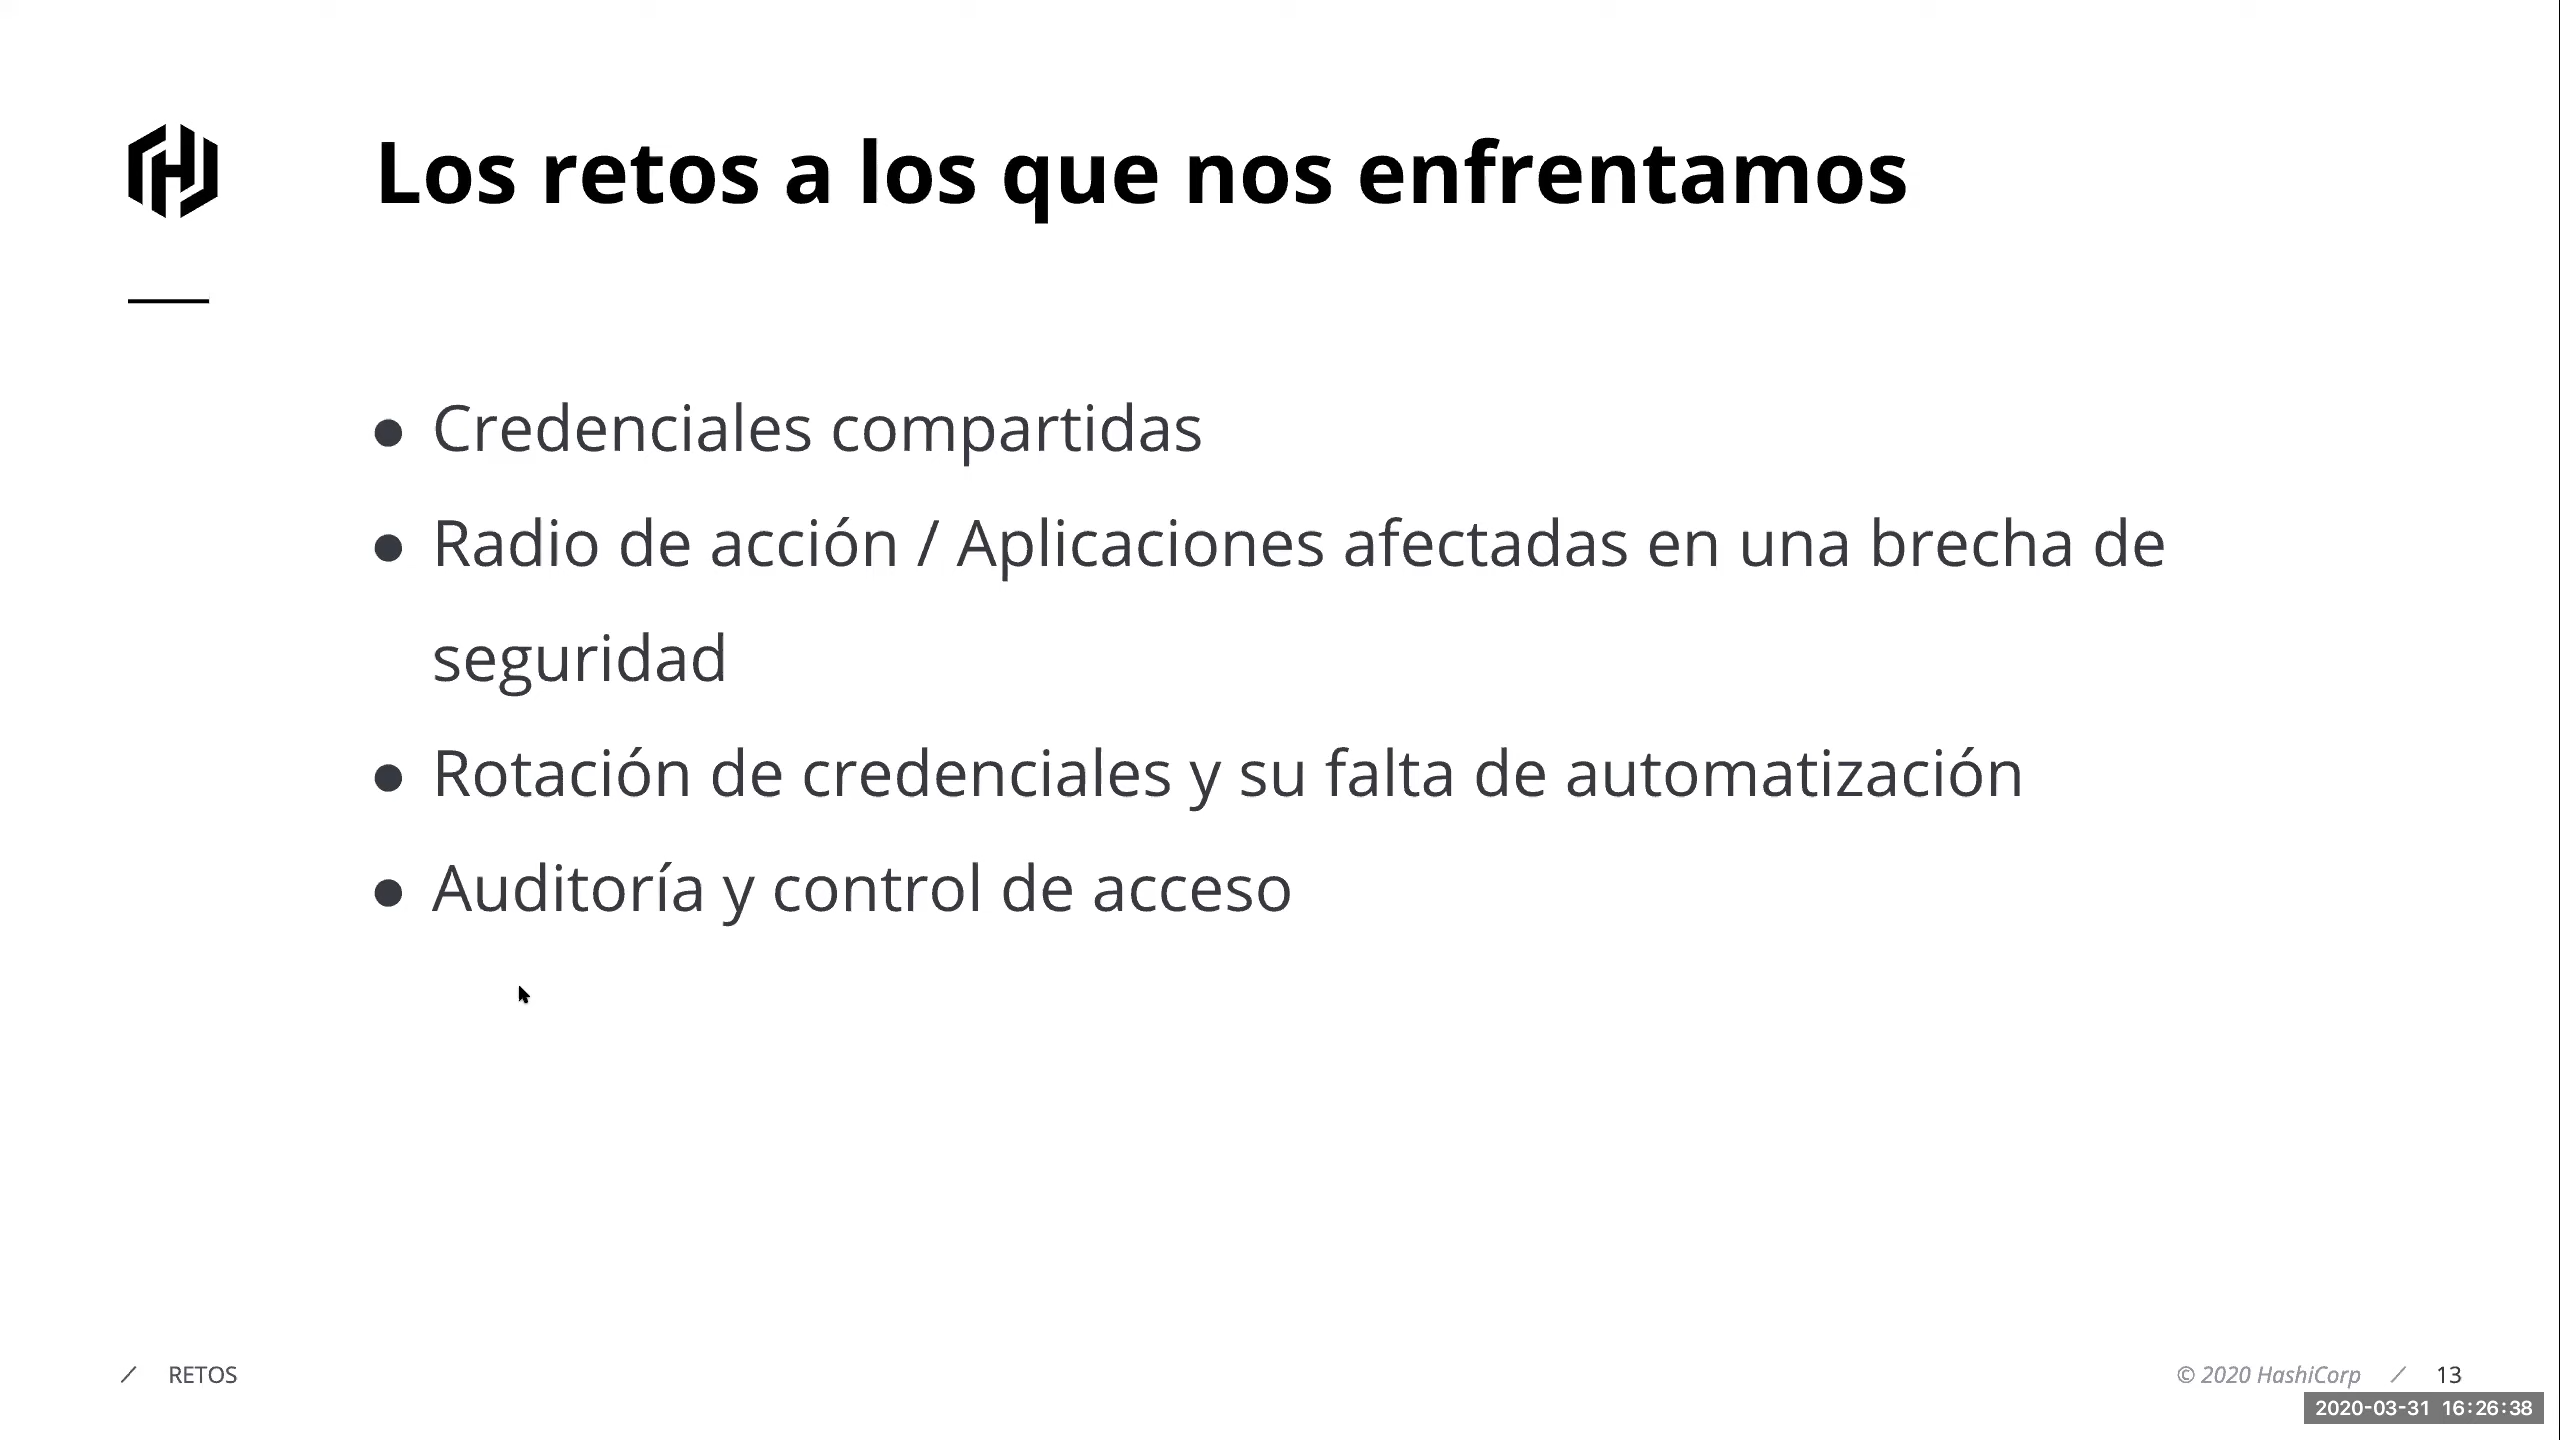 Los retos a los que nos enfrentamos
● Credenciales compartidas
● Radio de acción / Aplicaciones afectadas en una brecha de
seguridad
● Rotación de credenciales y su falta de automatización
● Auditoría y control de acceso
/ RETOS
© 2020 HashiCorp / 13
2020-03-31 16:26:38